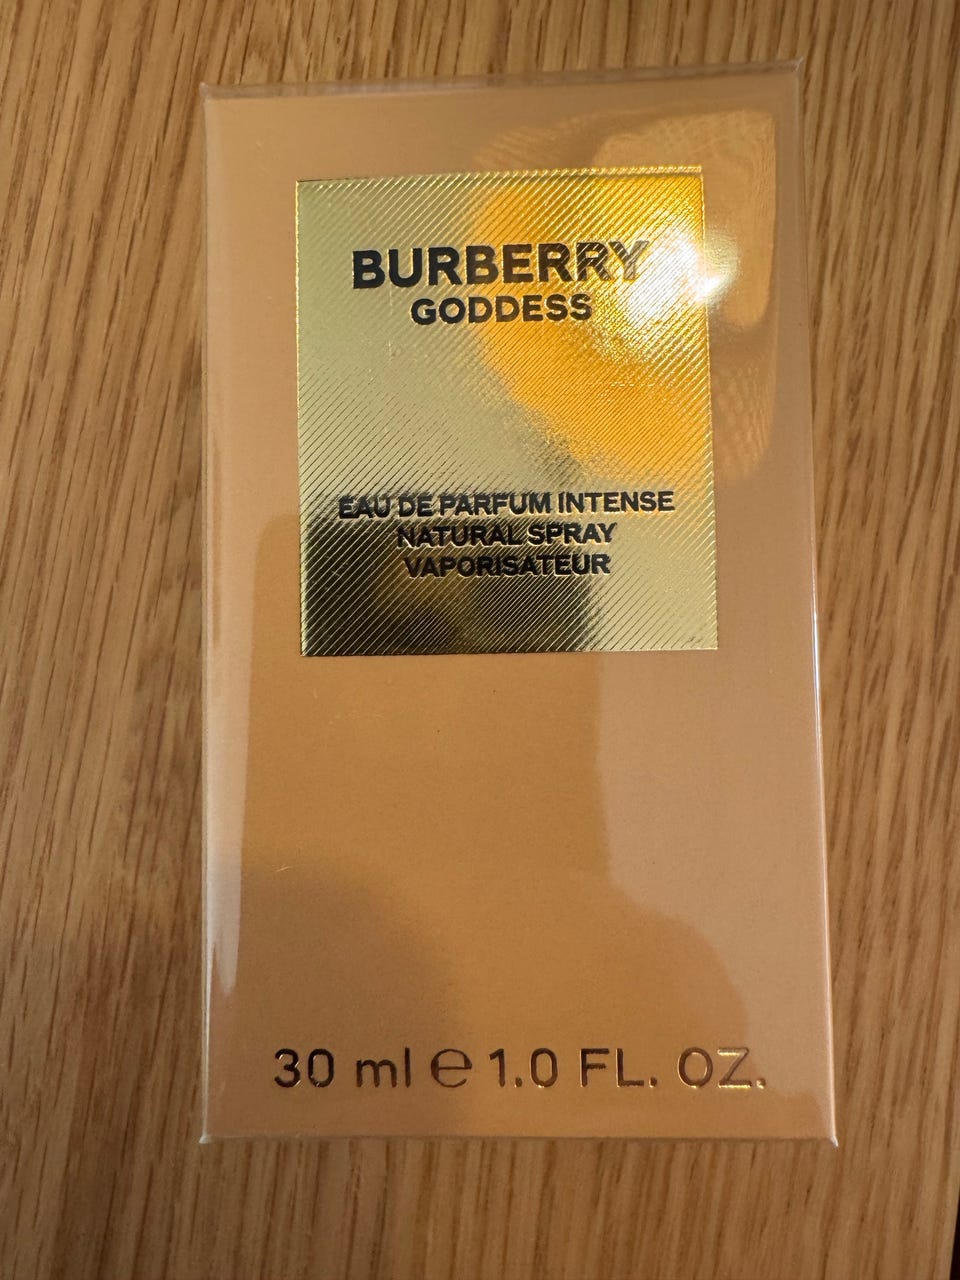 BURBERRY
GODDESS
EAU DE PARFUM INTENSE
NATURAL SPRAY
VAPORISATEUR
30 ml ℮ 1.0 FL. OZ.